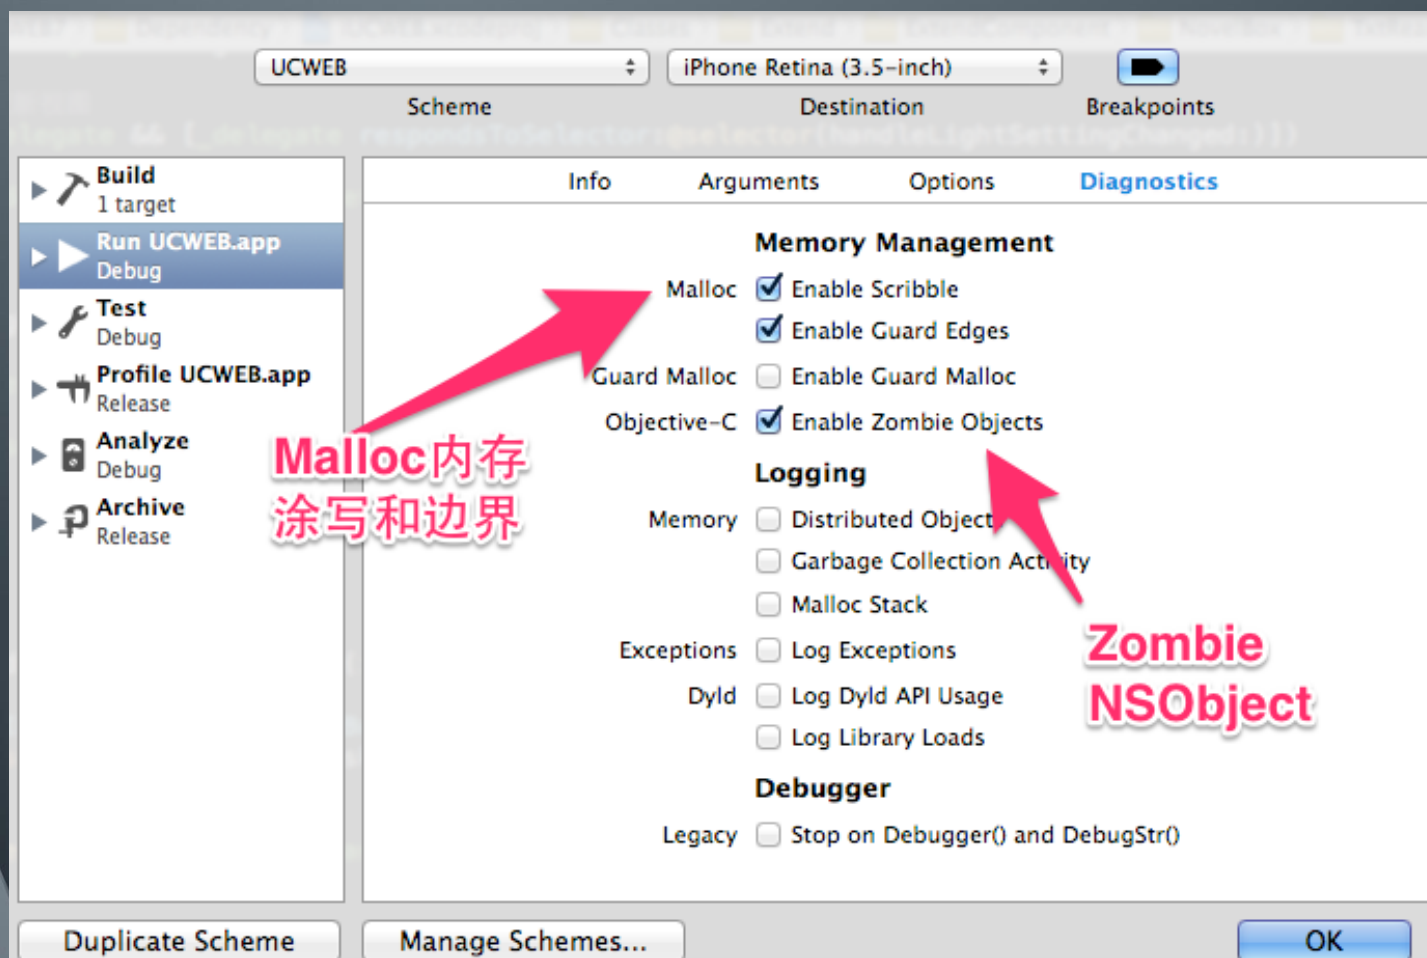 UCWEB
iPhone Retina (3.5-inch)
Scheme
Destination
Breakpoints
respondsToSelector:@selector(handleLightSettingChanged:)])
Build
1 target
Run UCWEB.app
Debug
Test
Debug
Profile UCWEB.app
Release
Analyze
Debug
Archive
Release
Info
Arguments
Options
Diagnostics
Memory Management
Malloc
Enable Scribble
Enable Guard Edges
Guard Malloc
Enable Guard Malloc
Objective-C
Enable Zombie Objects
Malloc内存
涂写和边界
Logging
Memory
Distributed Object
Garbage Collection Activity
Malloc Stack
Exceptions
Log Exceptions
Dyld
Log Dyld API Usage
Log Library Loads
Zombie
NSObject
Debugger
Legacy
Stop on Debugger() and DebugStr()
Duplicate Scheme
Manage Schemes...
OK